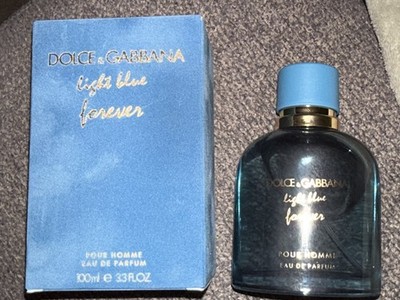 DOLCE & GABBANA
light blue
forever
POUR HOMME
EAU DE PARFUM
100ml e 3.3 FL.OZ.
DOLCE & GABBANA
light blue
forever
POUR HOMME
EAU DE PARFUM